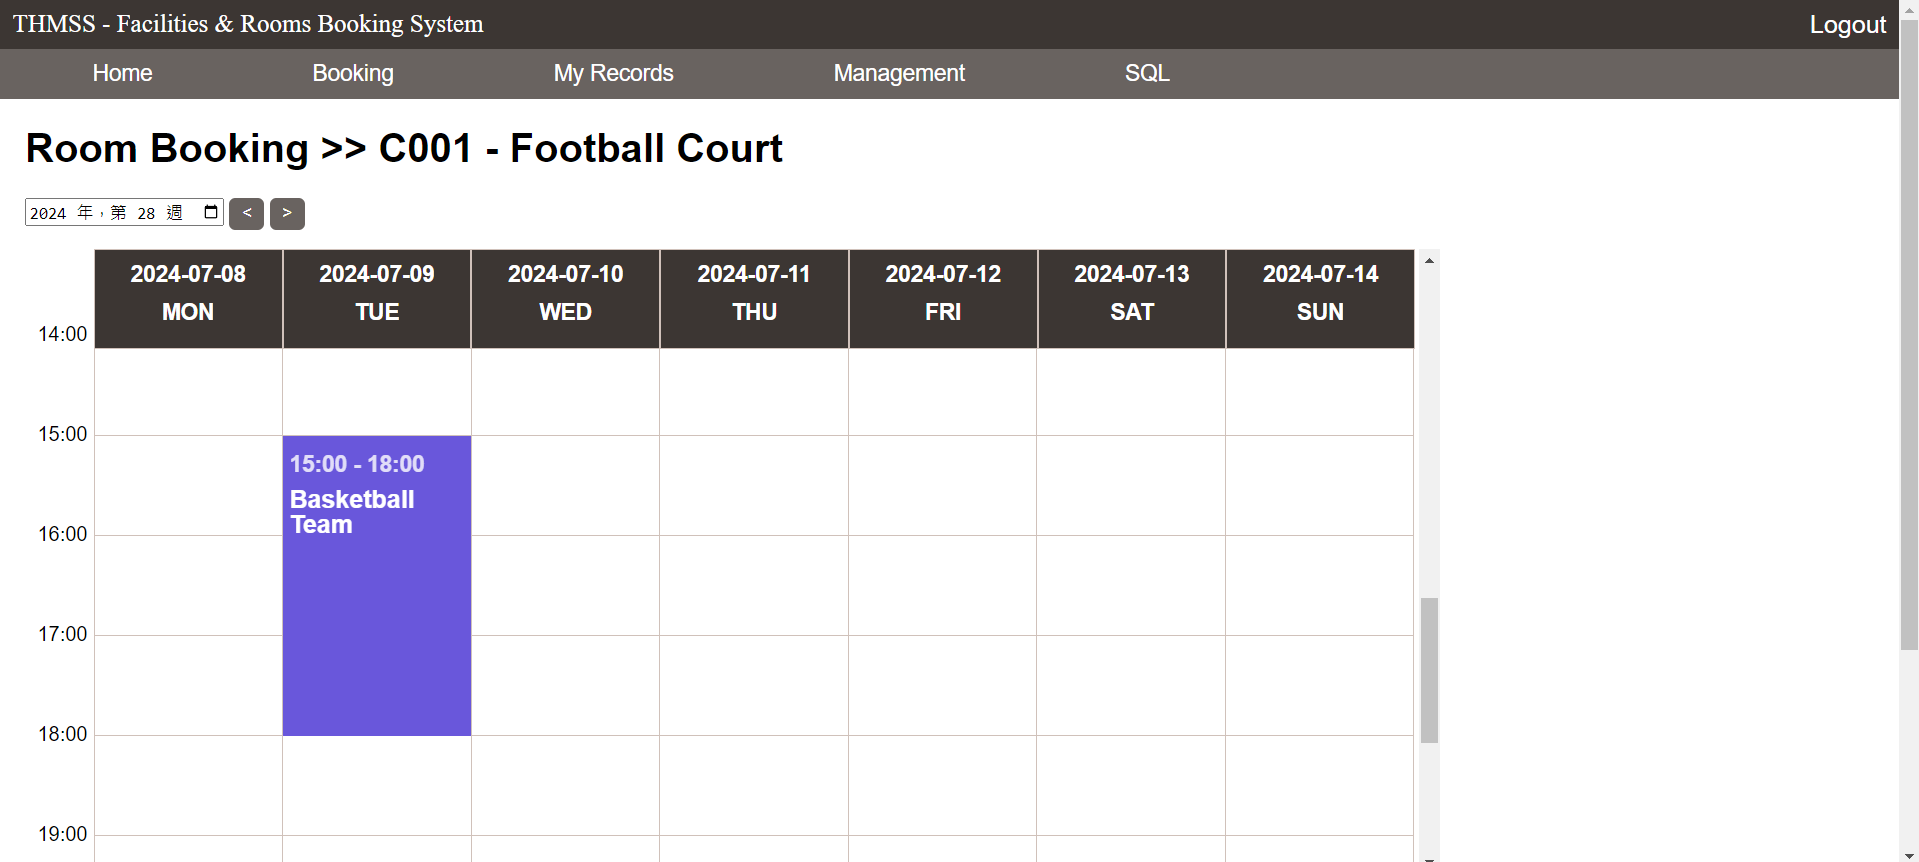 THMSS - Facilities & Rooms Booking System
Logout
Home Booking My Records Management SQL
Room Booking >> C001 - Football Court
2024 年，第 28 週 < >
2024-07-08 2024-07-09 2024-07-10 2024-07-11 2024-07-12 2024-07-13 2024-07-14
MON TUE WED THU FRI SAT SUN
14:00
15:00
15:00 - 18:00
Basketball
Team
16:00
17:00
18:00
19:00